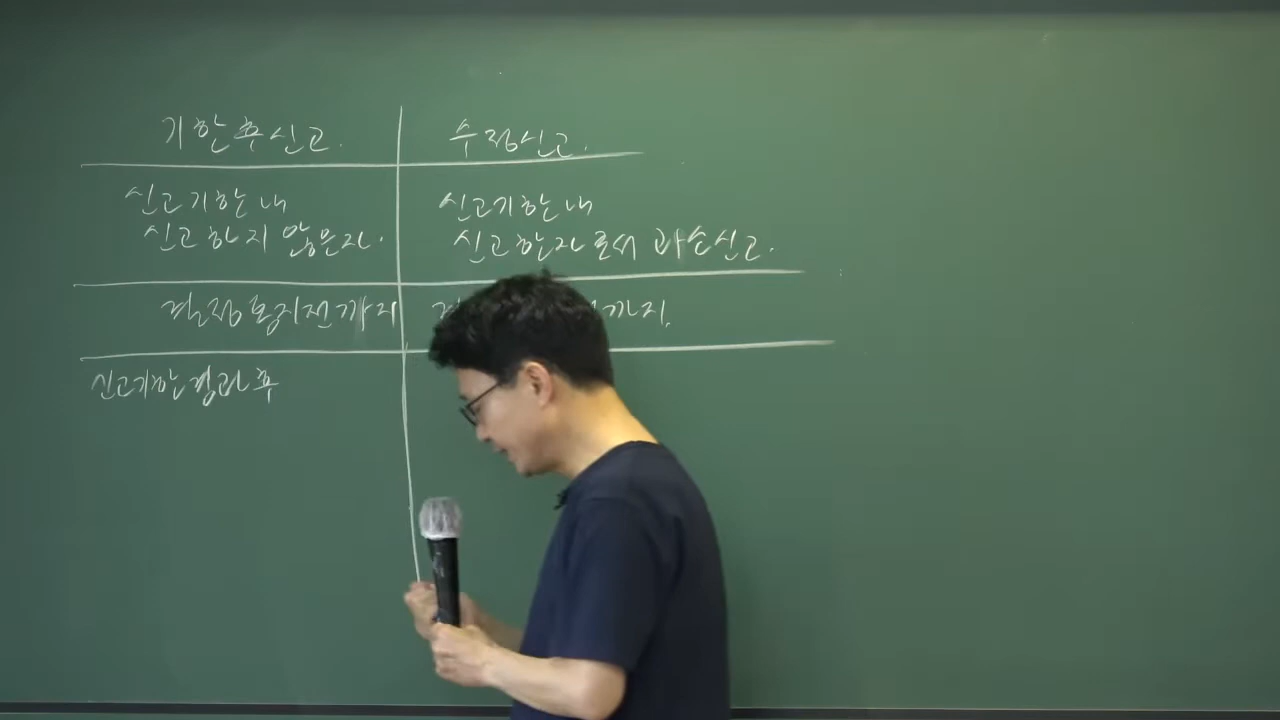 기한후신고.
수정신고.
신고기한내
신고하지 않은자.
신고기한내
신고한자로서 과소신고.
결정통지전까지
까지.
신고기한경과후